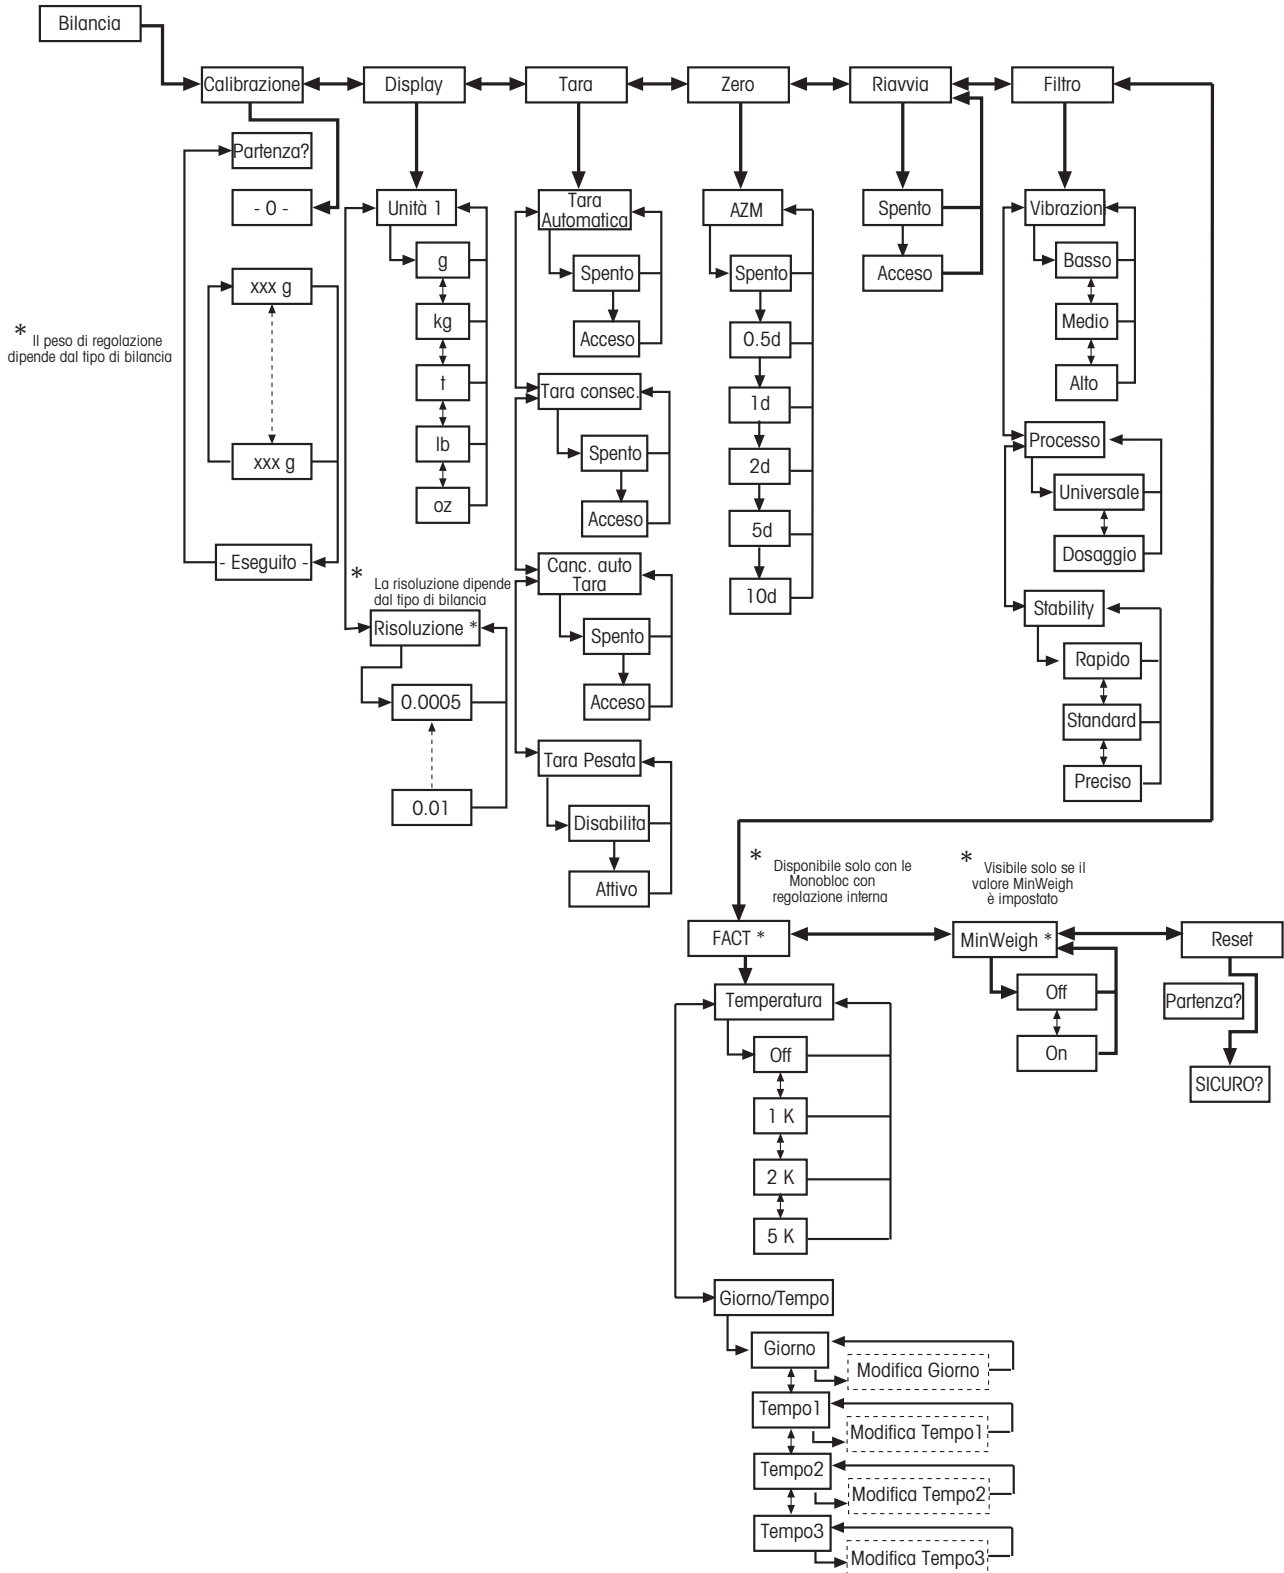 Bilancia
Calibrazione
Display
Tara
Zero
Riavvia
Filtro
Partenza?
- 0 -
xxx g
* Il peso di regolazione
dipende dal tipo di bilancia
xxx g
- Eseguito -
Unità 1
g
kg
t
lb
oz
* La risoluzione dipende
dal tipo di bilancia
Risoluzione *
0.0005
0.01
Tara
Automatica
Spento
Acceso
Tara consec.
Spento
Acceso
Canc. auto
Tara
Spento
Acceso
Tara Pesata
Disabilita
Attivo
AZM
Spento
0.5d
1d
2d
5d
10d
Spento
Acceso
Vibrazioni
Basso
Medio
Alto
Processo
Universale
Dosaggio
Stability
Rapido
Standard
Preciso
* Disponibile solo con le
Monobloc con
regolazione interna
* Visibile solo se il
valore MinWeigh
è impostato
FACT *
MinWeigh *
Reset
Temperatura
Off
1 K
2 K
5 K
Off
On
Partenza?
SICURO?
Giorno/Tempo
Giorno
Modifica Giorno
Tempo1
Modifica Tempo1
Tempo2
Modifica Tempo2
Tempo3
Modifica Tempo3